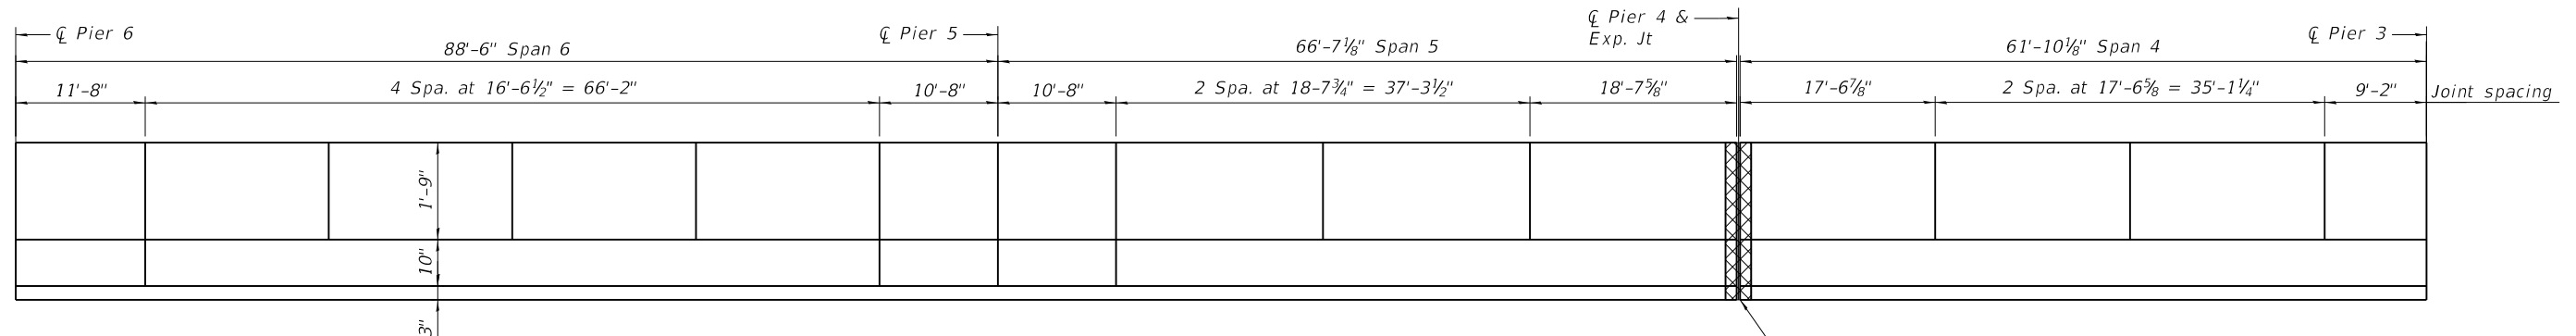 ℄ Pier 6
88'-6" Span 6
℄ Pier 5
66'-7⅛" Span 5
℄ Pier 4 &
Exp. Jt
61'-10⅛" Span 4
℄ Pier 3
11'-8"
4 Spa. at 16'-6½" = 66'-2"
10'-8"
10'-8"
2 Spa. at 18-7¾" = 37'-3½"
18'-7⅝"
17'-6⅞"
2 Spa. at 17'-6⅝ = 35'-1¼"
9'-2"
Joint spacing
1'-9"
10"
3"